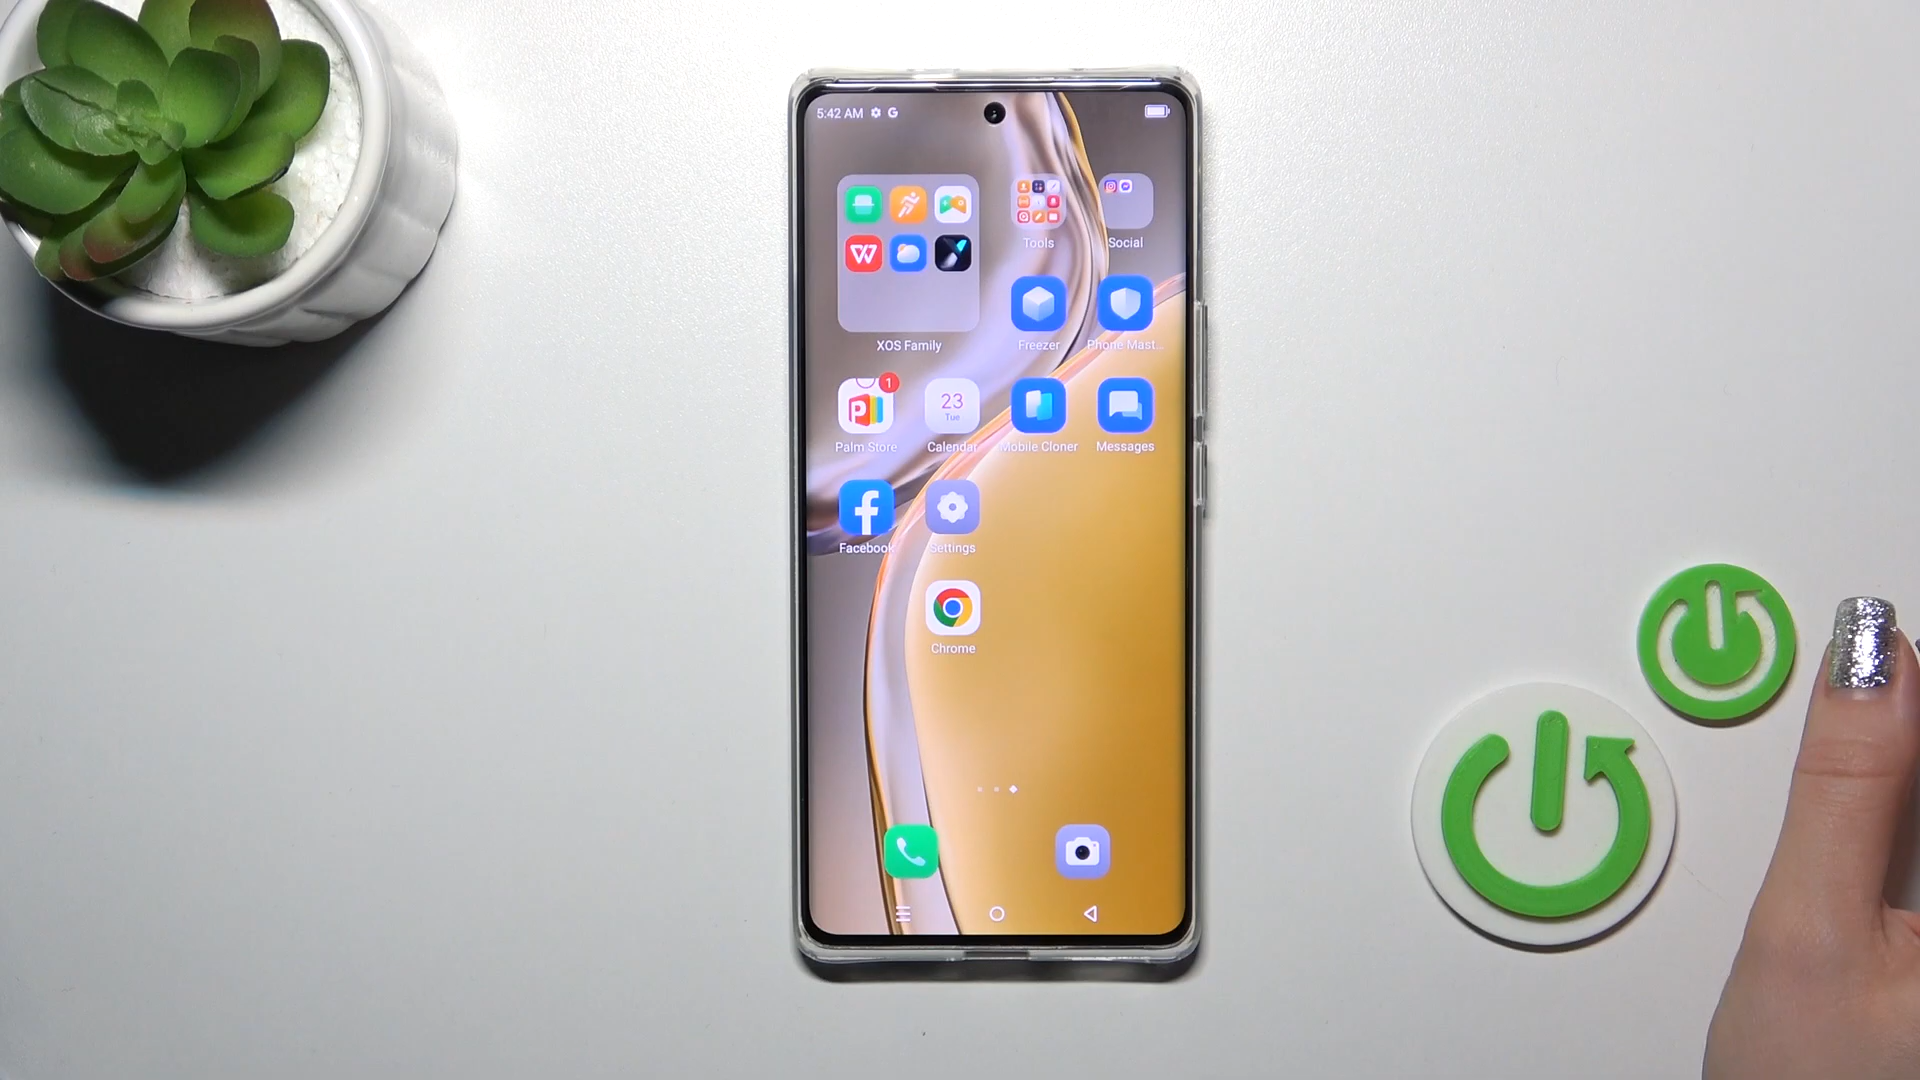 5:42 AM
Tools
Social
XOS Family
Freezer
Phone Mast...
1
23
Tue
Palm Store
Calendar
Mobile Cloner
Messages
Facebook
Settings
Chrome